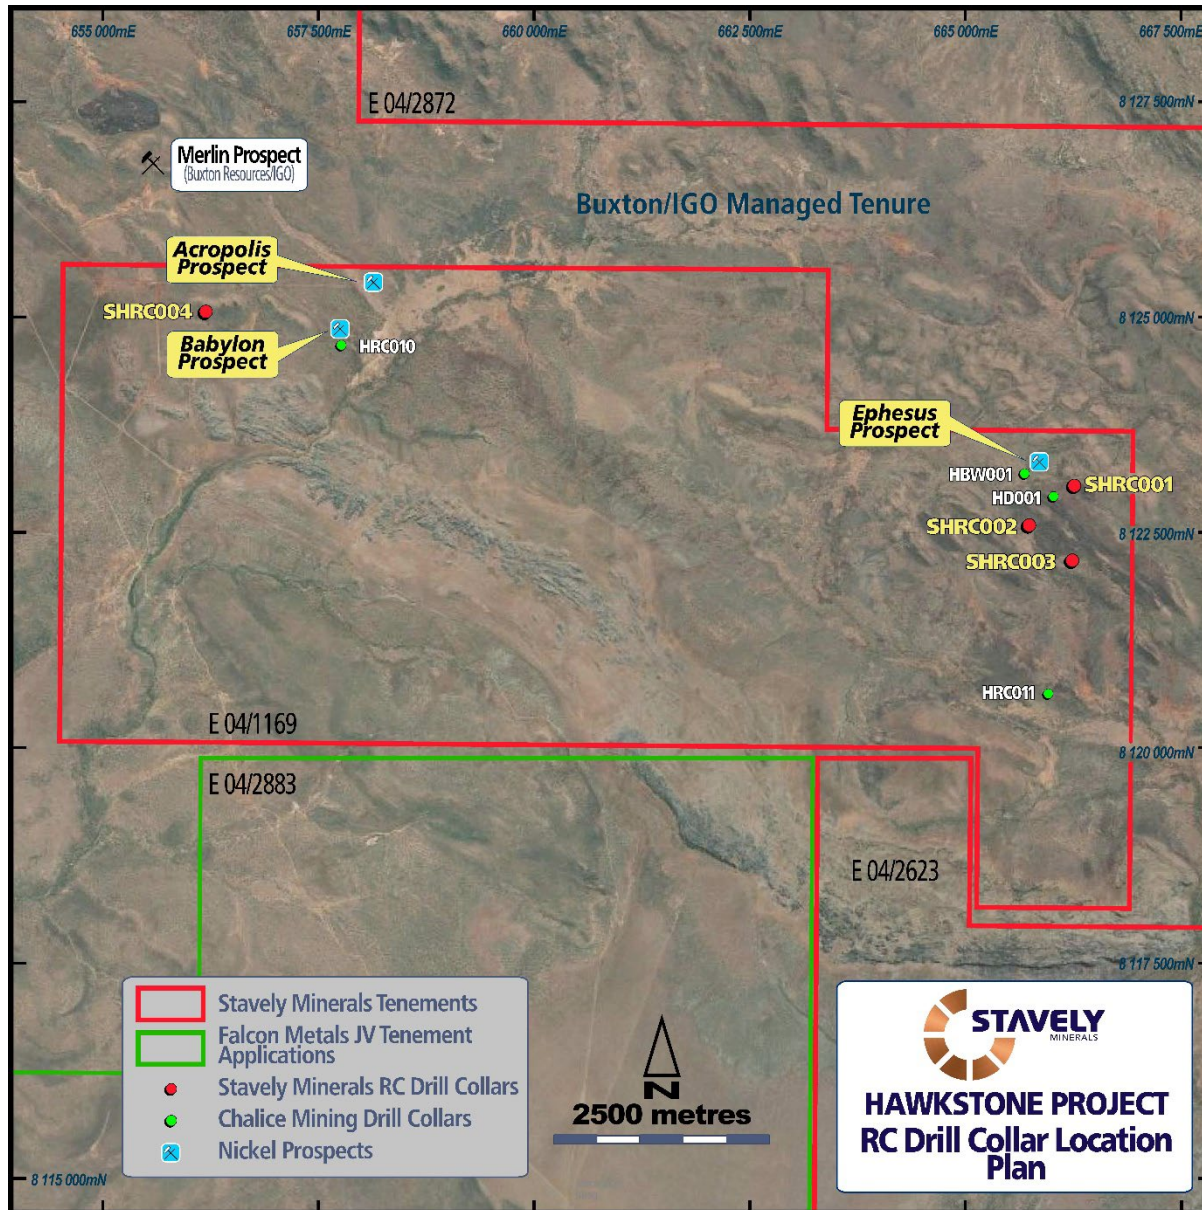 655 000mE
657 500mE
660 000mE
662 500mE
665 000mE
667 500mE
E 04/2872
8 127 500mN
Merlin Prospect
(Buxton Resources/IGO)
Buxton/IGO Managed Tenure
Acropolis
Prospect
SHRC004
8 125 000mN
Babylon
Prospect
HRC010
Ephesus
Prospect
HBW001
SHRC001
HD001
SHRC002
8 122 500mN
SHRC003
HRC011
E 04/1169
8 120 000mN
E 04/2883
E 04/2623
8 117 500mN
Stavely Minerals Tenements
Falcon Metals JV Tenement
Applications
Stavely Minerals RC Drill Collars
Chalice Mining Drill Collars
Nickel Prospects
N
2500 metres
STAVELY
MINERALS
HAWKSTONE PROJECT
RC Drill Collar Location
Plan
8 115 000mN